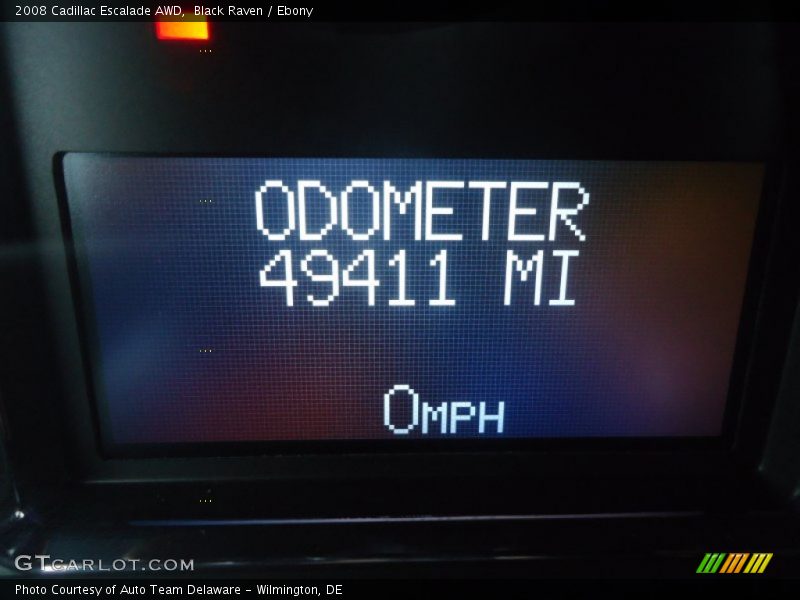 2008 Cadillac Escalade AWD, Black Raven / Ebony
ODOMETER
49411 MI
0MPH
GTCARLOT.COM
Photo Courtesy of Auto Team Delaware - Wilmington, DE